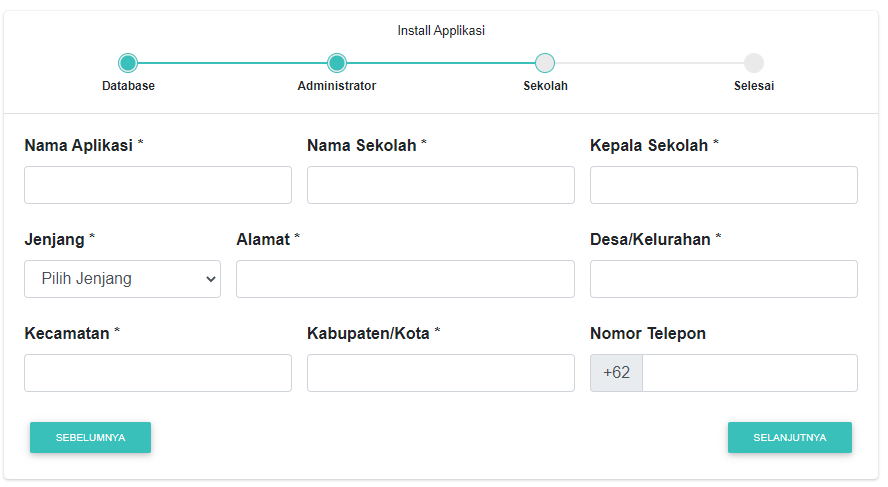 Install Applikasi
Database Administrator Sekolah Selesai
Nama Aplikasi * Nama Sekolah * Kepala Sekolah *
Jenjang * Alamat * Desa/Kelurahan *
Pilih Jenjang
Kecamatan * Kabupaten/Kota * Nomor Telepon
+62
SEBELUMNYA SELANJUTNYA